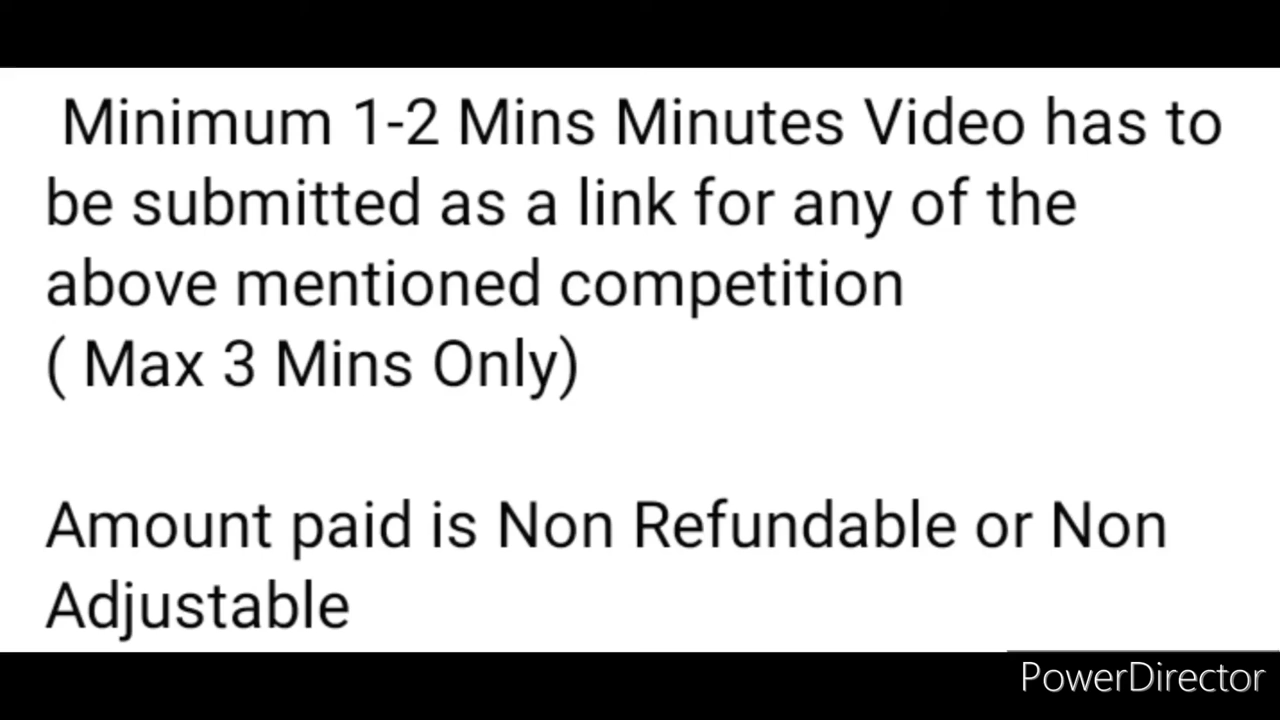 Minimum 1-2 Mins Minutes Video has to
be submitted as a link for any of the
above mentioned competition
( Max 3 Mins Only)
Amount paid is Non Refundable or Non
Adjustable
PowerDirector